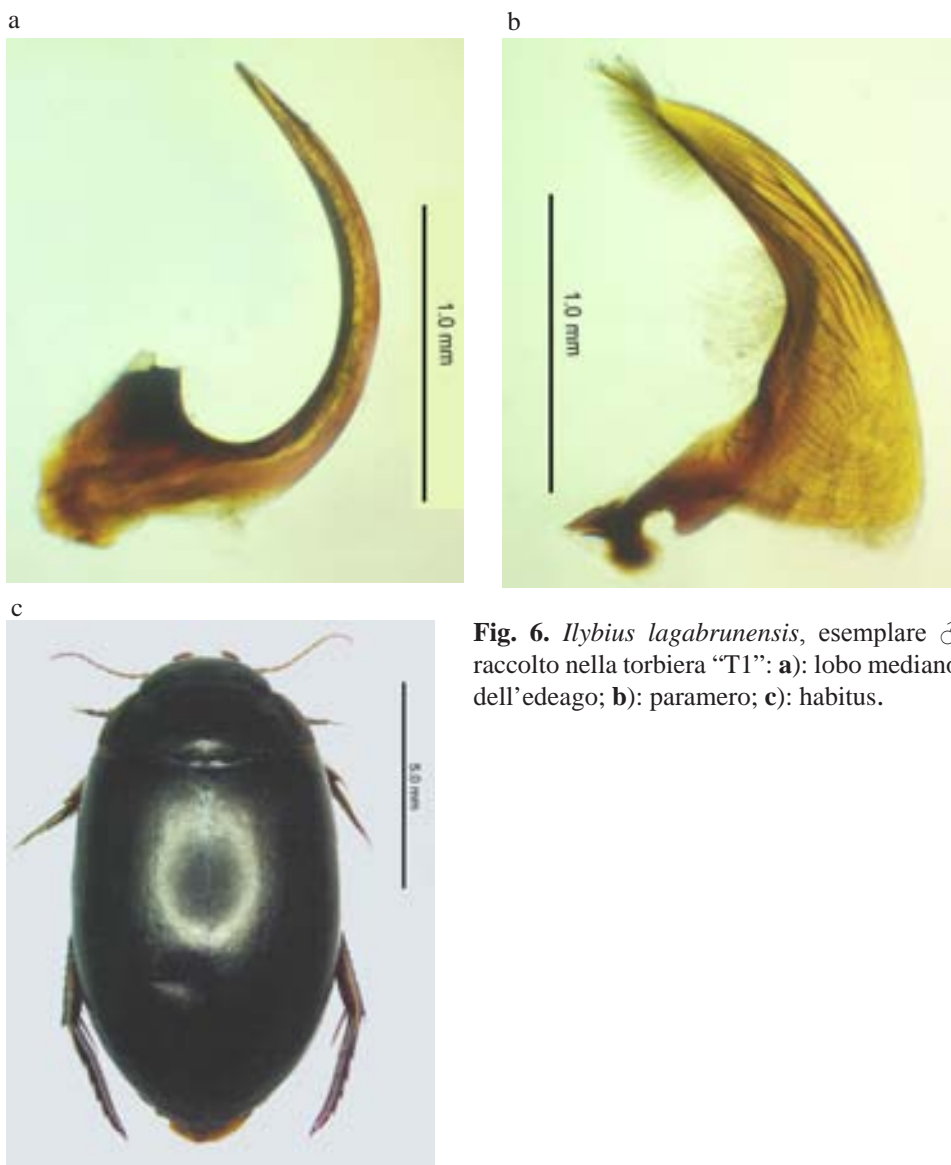 a
b
1.0 mm
1.0 mm
c
5.0 mm
Fig. 6. Ilybius lagabrunensis, esemplare ♂
raccolto nella torbiera “T1”: a): lobo mediano
dell’edeago; b): paramero; c): habitus.